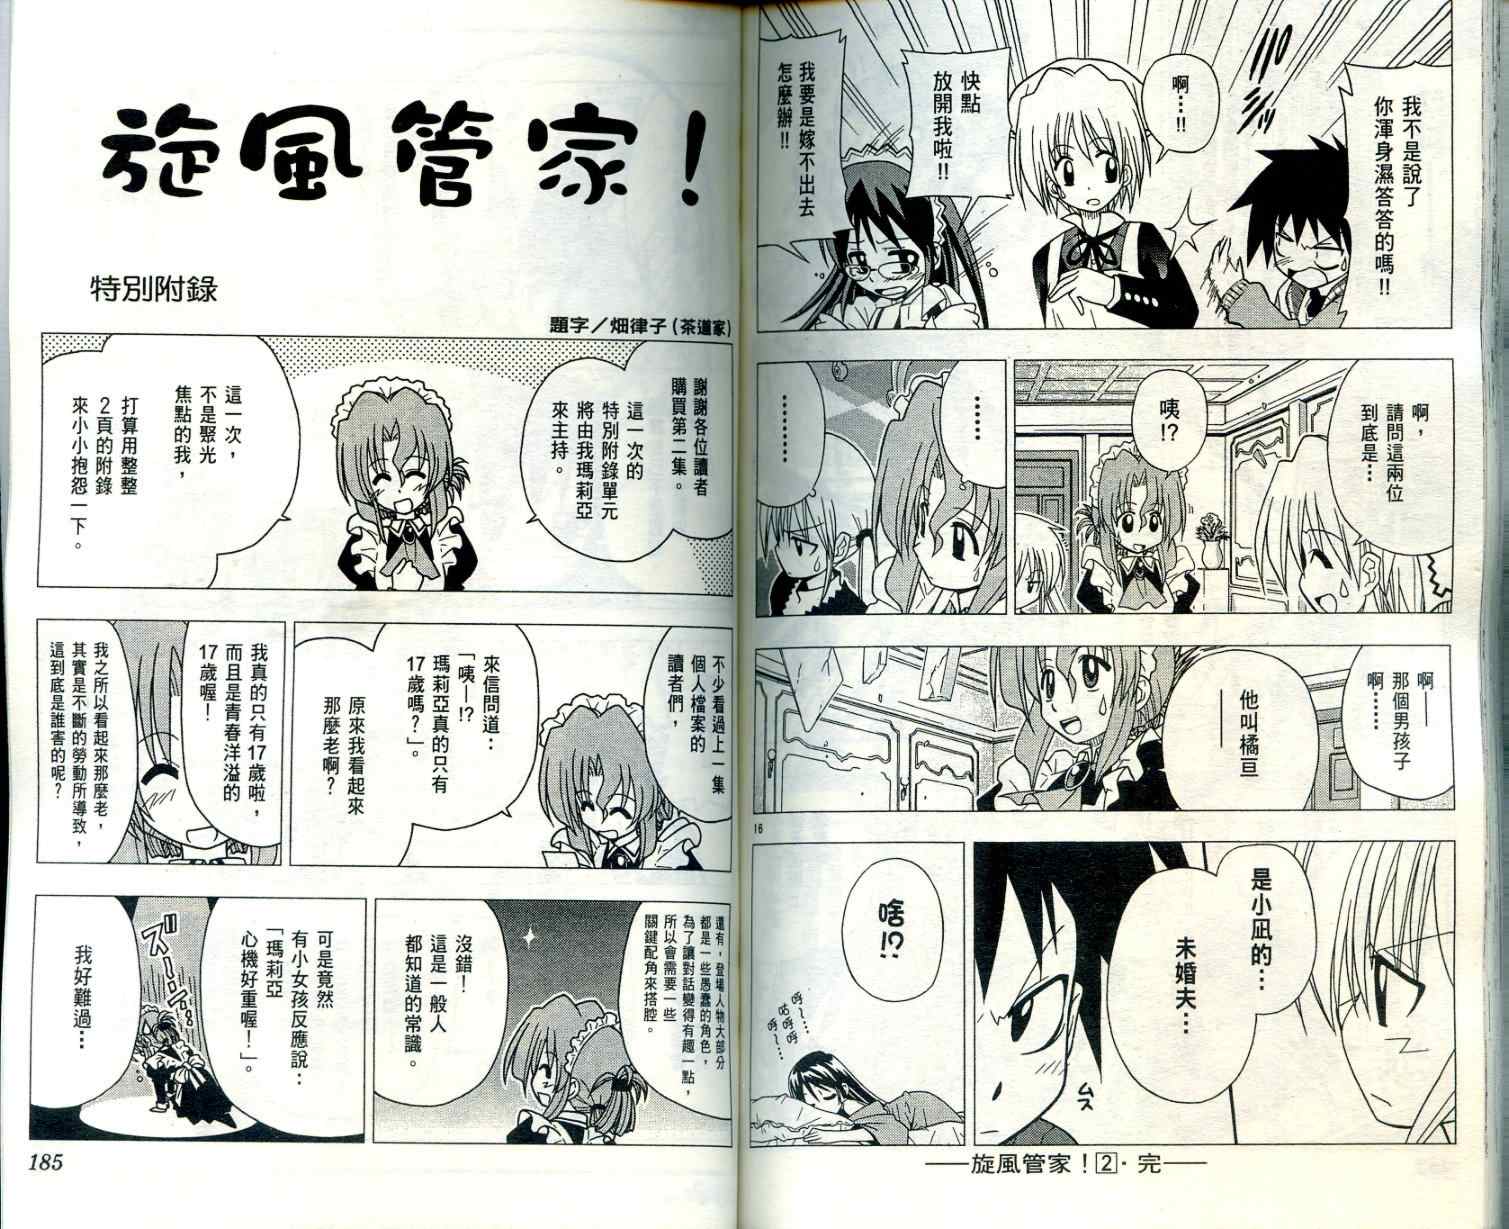 我不是說了
你渾身濕答答的嗎!!
啊…!!
快點
放開我啦!!
我要是嫁不出去
怎麼辦!!
啊，
請問這兩位
到底是…
咦!?
……
………
啊——
那個男孩子
啊……
他叫橘亘
——
16
是小凪的…
未婚夫…
ムス
啥!?
呼～…
咕呼呼
呼～…
——旋風管家！2·完——
旋風管家！
特別附錄
題字／畑律子(茶道家)
謝謝各位讀者
購買第二集。
這一次的
特別附錄單元
將由我瑪莉亞
來主持。
這一次，
不是聚光
焦點的我，
打算用整整
2頁的附錄
來小小抱怨一下。
不少看過上一集
個人檔案的
讀者們，
來信問道：
「咦—!?
瑪莉亞真的只有
17歲嗎？」。
原來我看起來
那麼老啊？
我真的只有17歲啦，
而且是青春洋溢的
17歲喔！
我之所以看起來那麼老，
其實是不斷的勞動所導致，
這到底是誰害的呢？
還有，登場人物大部分
都是一些愚蠢的角色，
為了讓對話變得有趣一點，
所以會需要一些
關鍵配角來搭腔。
沒錯！
這是一般人
都知道的常識。
可是竟然
有小女孩反應說：
「瑪莉亞
心機好重喔！」。
ズーン…
我好難過…
185